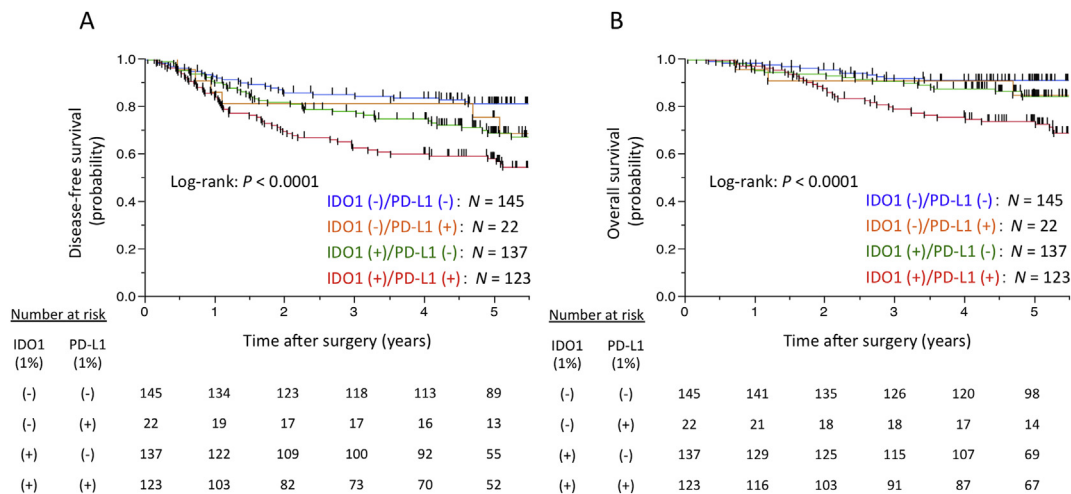 A
1.0
0.8
0.6
0.4
0.2
0.0
Disease-free survival
(probability)
Log-rank: P < 0.0001
IDO1 (-)/PD-L1 (-): N = 145
IDO1 (-)/PD-L1 (+): N = 22
IDO1 (+)/PD-L1 (-): N = 137
IDO1 (+)/PD-L1 (+): N = 123
0 1 2 3 4 5
Time after surgery (years)
Number at risk
IDO1 PD-L1
(1%) (1%)
(-) (-) 145 134 123 118 113 89
(-) (+) 22 19 17 17 16 13
(+) (-) 137 122 109 100 92 55
(+) (+) 123 103 82 73 70 52
B
1.0
0.8
0.6
0.4
0.2
0.0
Overall survival
(probability)
Log-rank: P < 0.0001
IDO1 (-)/PD-L1 (-): N = 145
IDO1 (-)/PD-L1 (+): N = 22
IDO1 (+)/PD-L1 (-): N = 137
IDO1 (+)/PD-L1 (+): N = 123
0 1 2 3 4 5
Time after surgery (years)
Number at risk
IDO1 PD-L1
(1%) (1%)
(-) (-) 145 141 135 126 120 98
(-) (+) 22 21 18 18 17 14
(+) (-) 137 129 125 115 107 69
(+) (+) 123 116 103 91 87 67